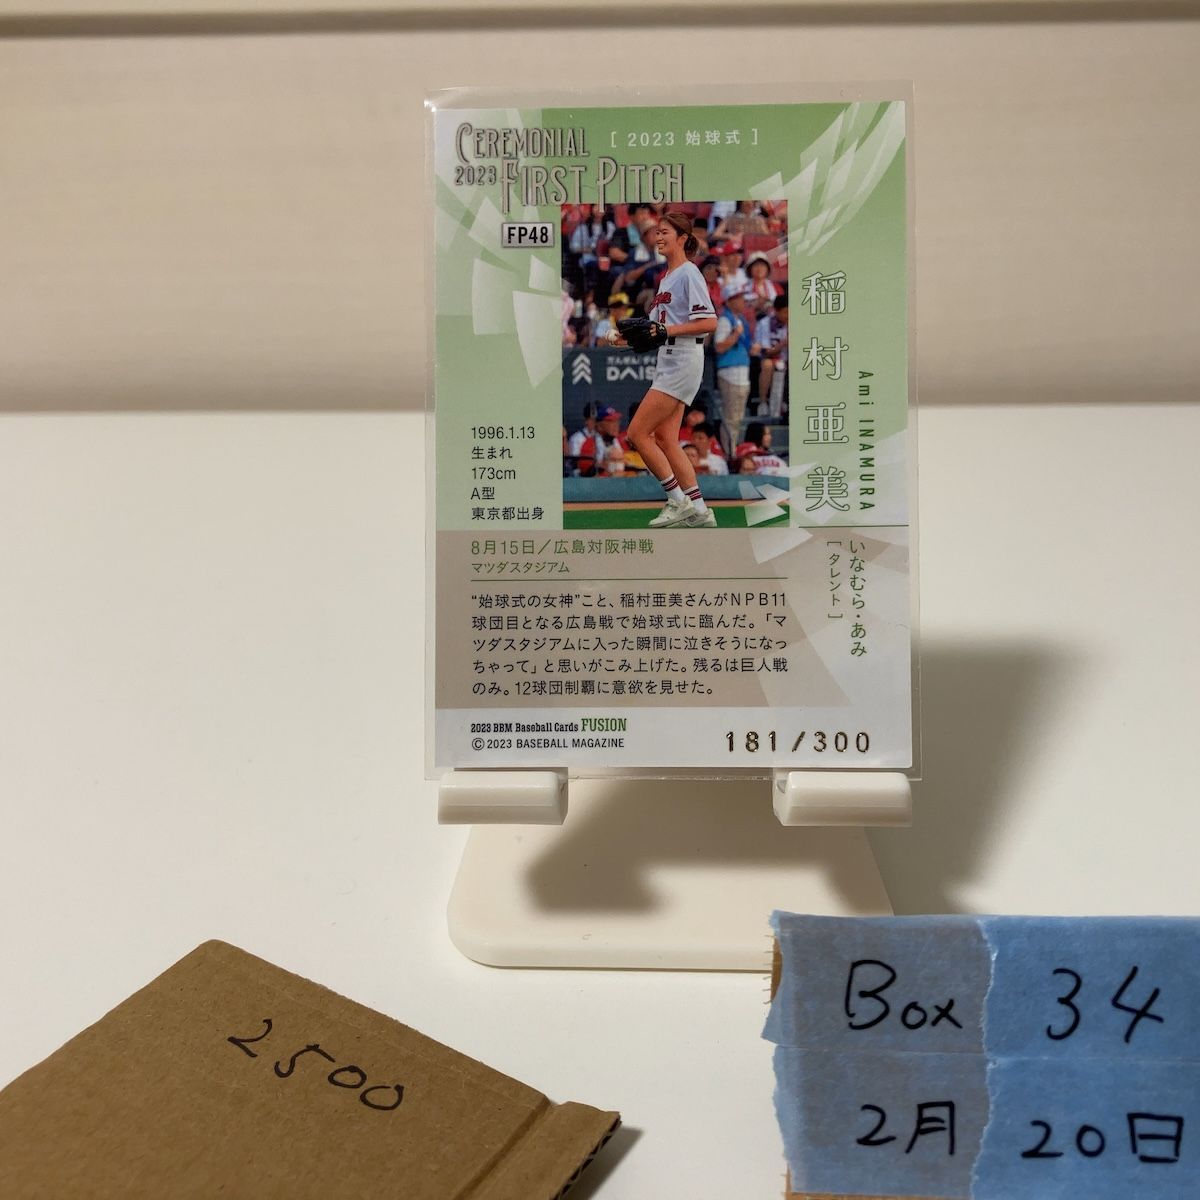 CEREMONIAL
2023 FIRST PITCH
[ 2023 始球式 ]
FP48
稲村亜美
Ami INAMURA
いなむら・あみ
[タレント]
DAIS
1996.1.13
生まれ
173cm
A型
東京都出身
8月15日/広島対阪神戦
マツダスタジアム
“始球式の女神”こと、稲村亜美さんがNPB11
球団目となる広島戦で始球式に臨んだ。「マ
ツダスタジアムに入った瞬間に泣きそうになっ
ちゃって」と思いがこみ上げた。残るは巨人戦
のみ。12球団制覇に意欲を見せた。
2023 BBM Baseball Cards FUSION
© 2023 BASEBALL MAGAZINE
181/300
2500
Box 34
2月20日